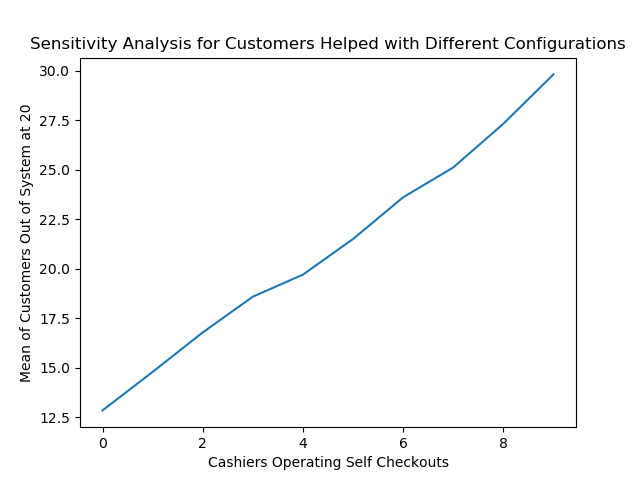 Sensitivity Analysis for Customers Helped with Different Configurations
Mean of Customers Out of System at 20
30.0
27.5
25.0
22.5
20.0
17.5
15.0
12.5
0 2 4 6 8
Cashiers Operating Self Checkouts